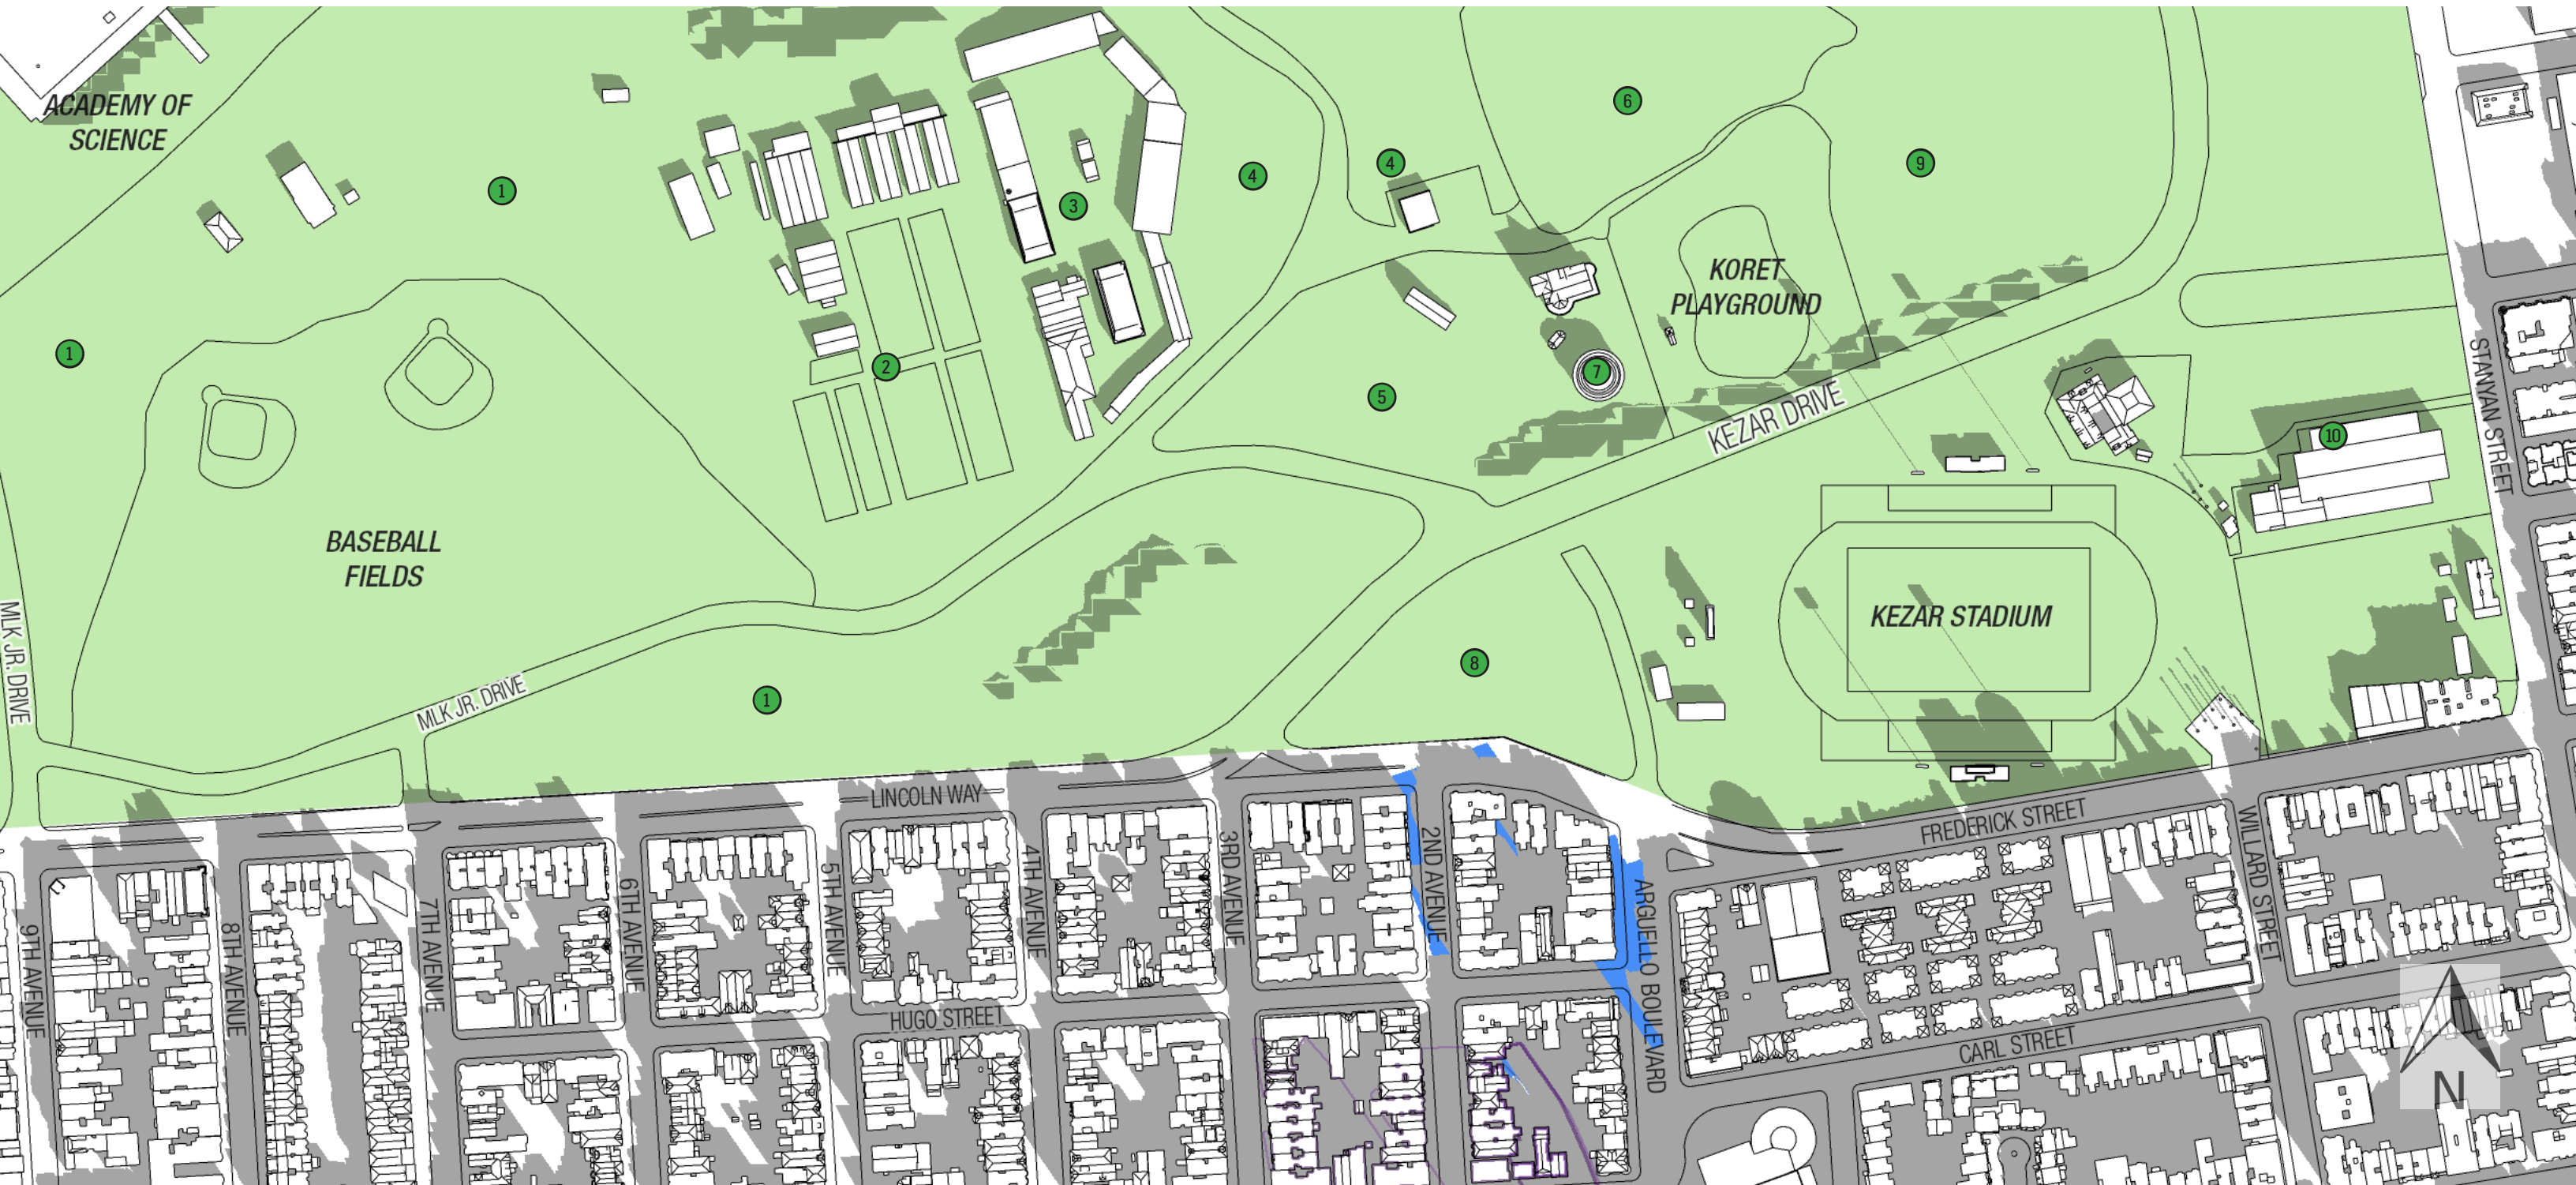 ACADEMY OF
SCIENCE
6
4
9
1
4
3
KORET
PLAYGROUND
1
2
7
5
KEZAR DRIVE
STANYAN STREET
10
BASEBALL
FIELDS
KEZAR STADIUM
MLK JR. DRIVE
MLK JR. DRIVE
1
8
LINCOLN WAY
FREDERICK STREET
9TH AVENUE
8TH AVENUE
7TH AVENUE
6TH AVENUE
5TH AVENUE
4TH AVENUE
3RD AVENUE
2ND AVENUE
ARGUELLO BOULEVARD
WILLARD STREET
HUGO STREET
CARL STREET
N